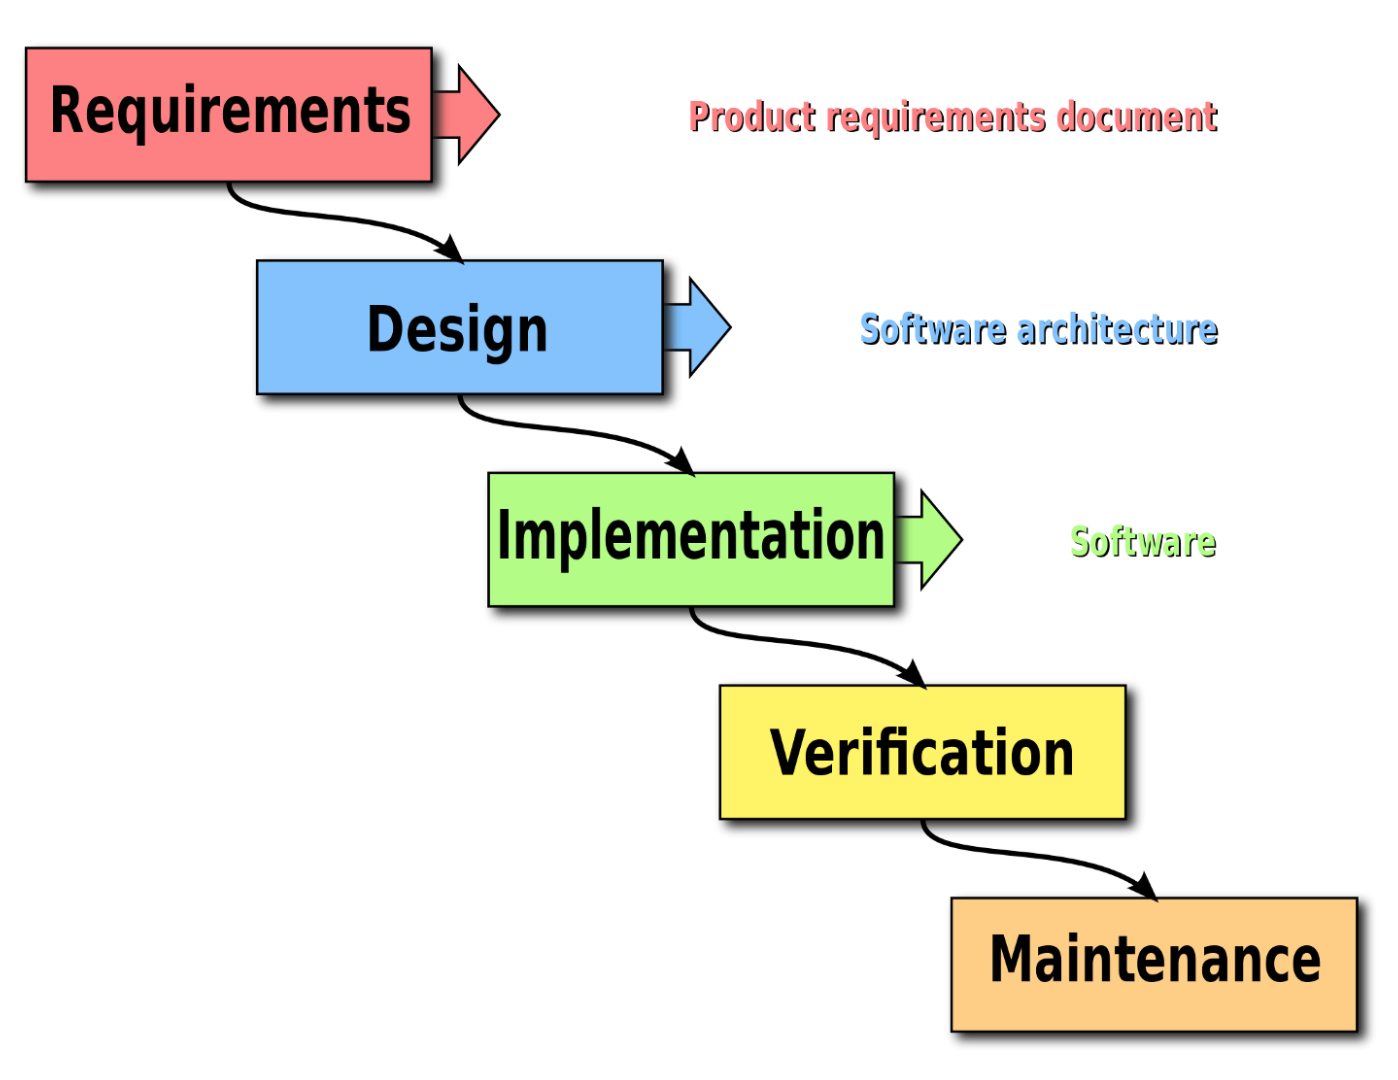 Requirements
Product requirements document
Design
Software architecture
Implementation
Software
Verification
Maintenance